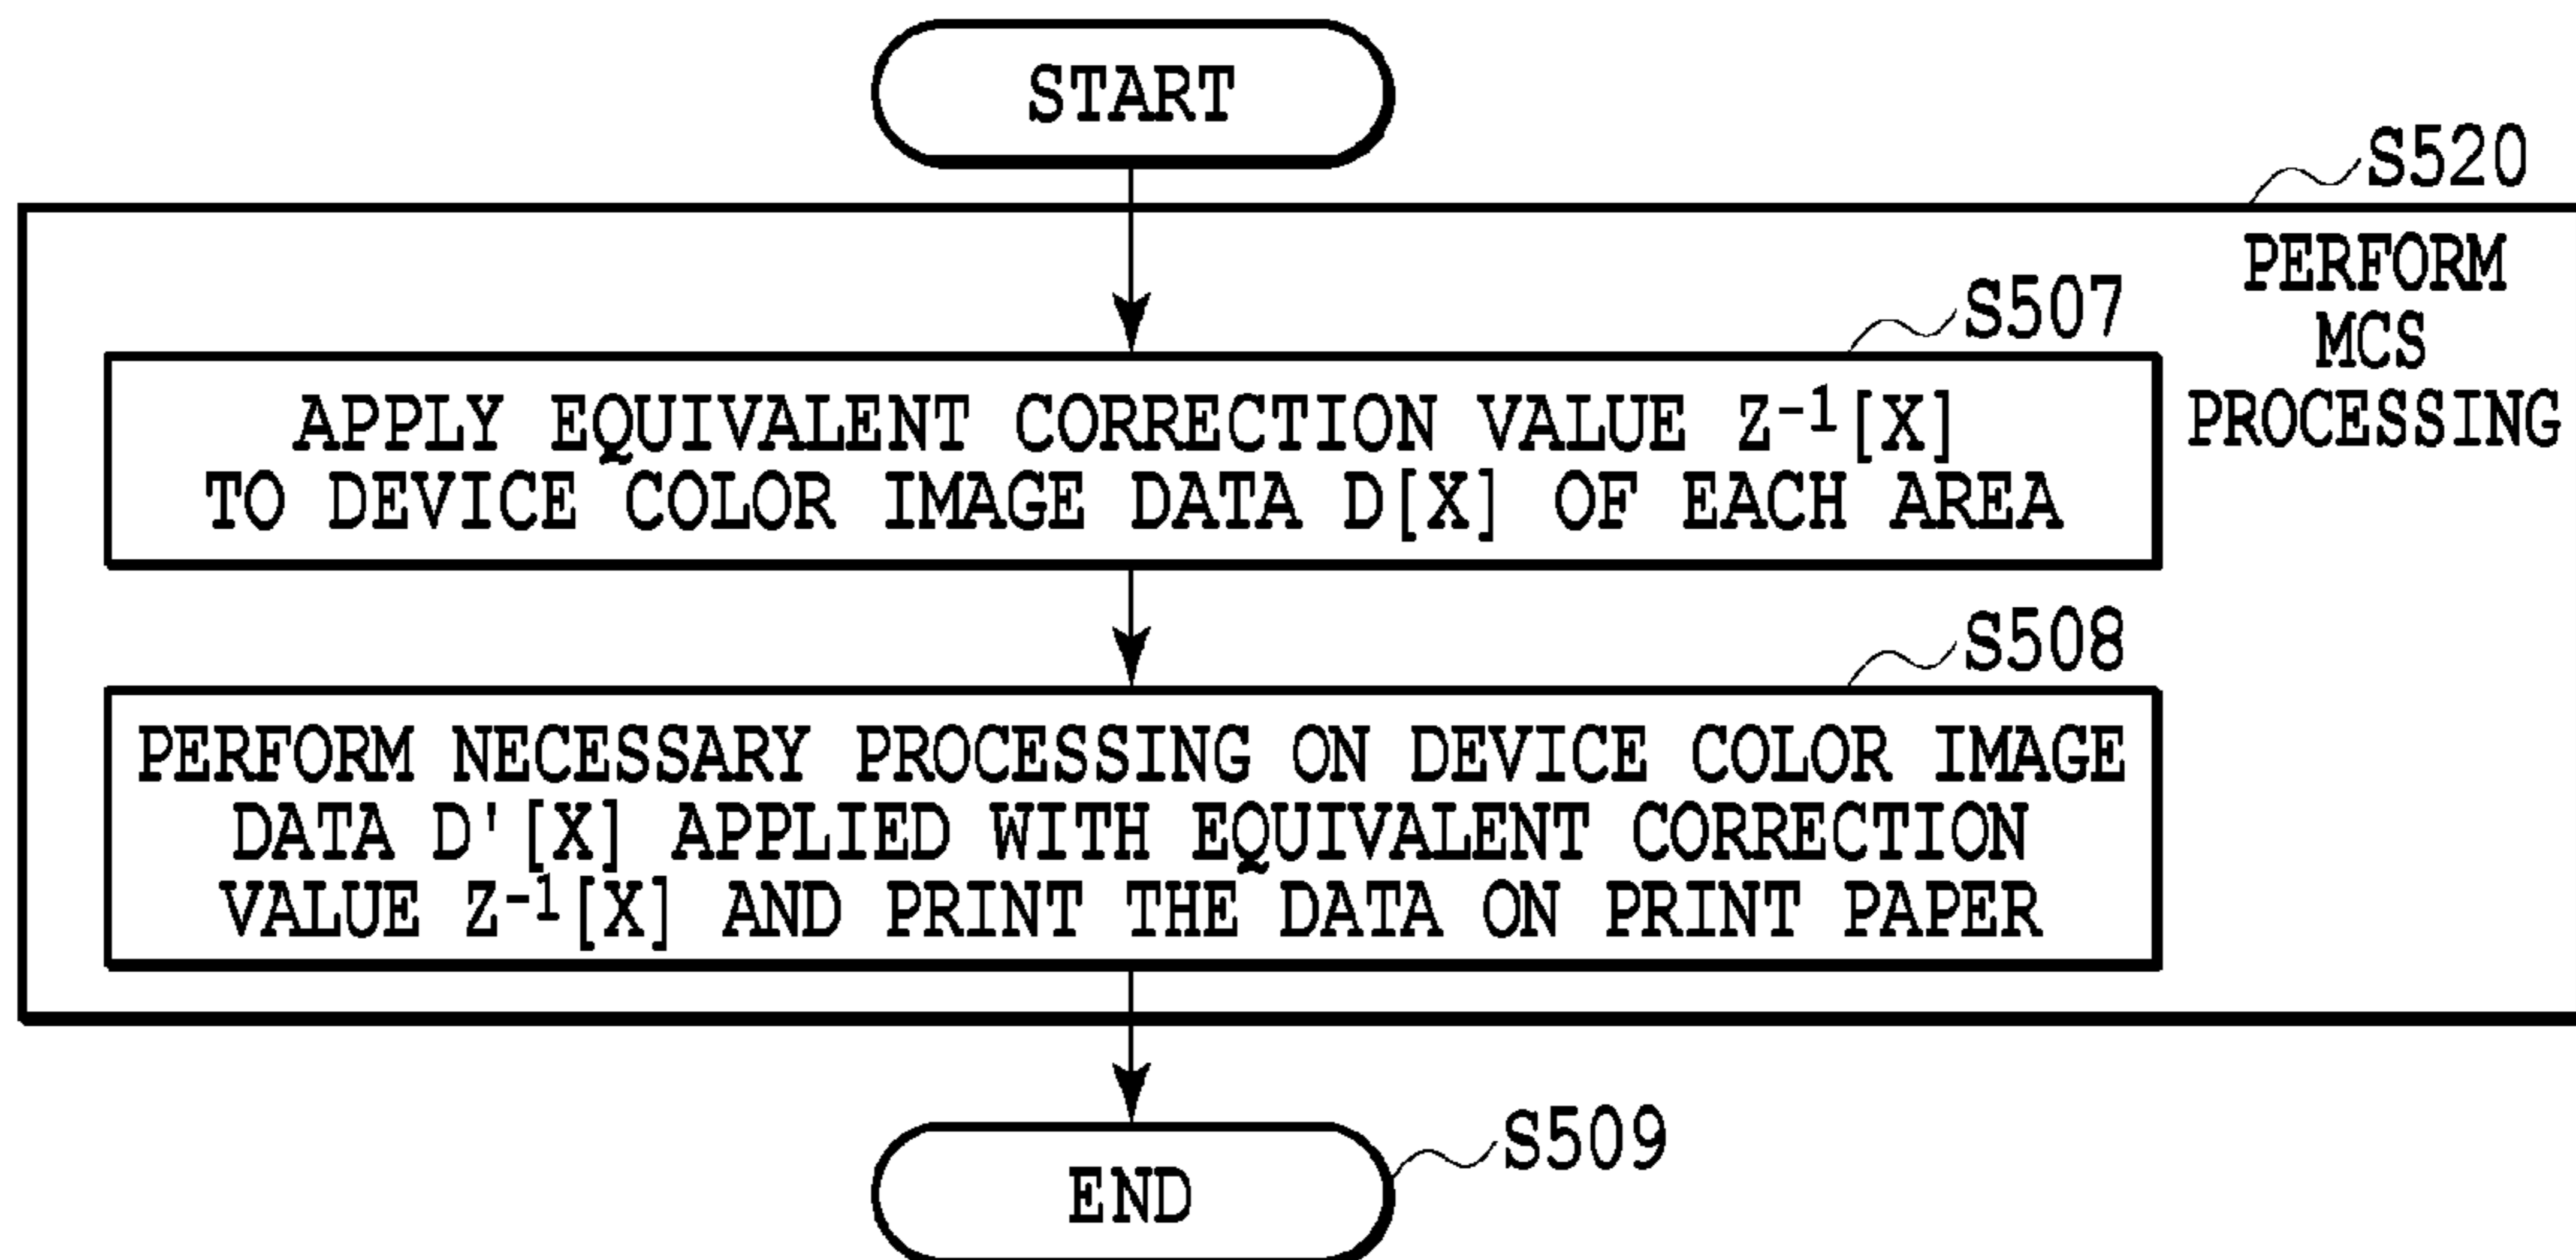 START
S520
PERFORM
MCS
PROCESSING
S507
APPLY EQUIVALENT CORRECTION VALUE Z⁻¹[X]
TO DEVICE COLOR IMAGE DATA D[X] OF EACH AREA
S508
PERFORM NECESSARY PROCESSING ON DEVICE COLOR IMAGE
DATA D'[X] APPLIED WITH EQUIVALENT CORRECTION
VALUE Z⁻¹[X] AND PRINT THE DATA ON PRINT PAPER
END
S509